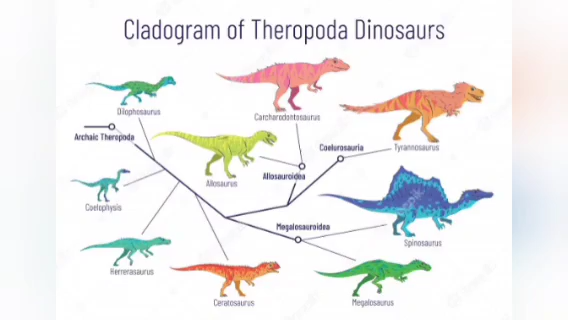 Cladogram of Theropoda Dinosaurs
Dilophosaurus
Carcharodontosaurus
Archaic Theropoda
Coelurosauria
Tyrannosaurus
Allosaurus
Allosauroidea
Coelophysis
Megalosauroidea
Spinosaurus
Herrerasaurus
Ceratosaurus
Megalosaurus